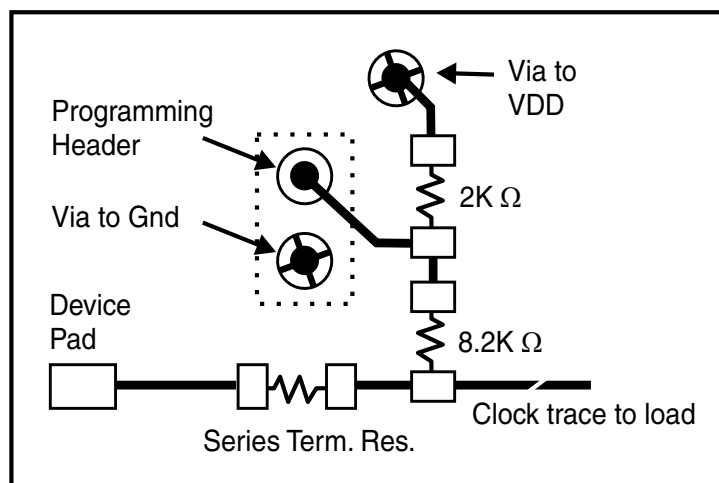 Via to
VDD
Programming
Header
2K Ω
Via to Gnd
Device
Pad
8.2K Ω
Clock trace to load
Series Term. Res.